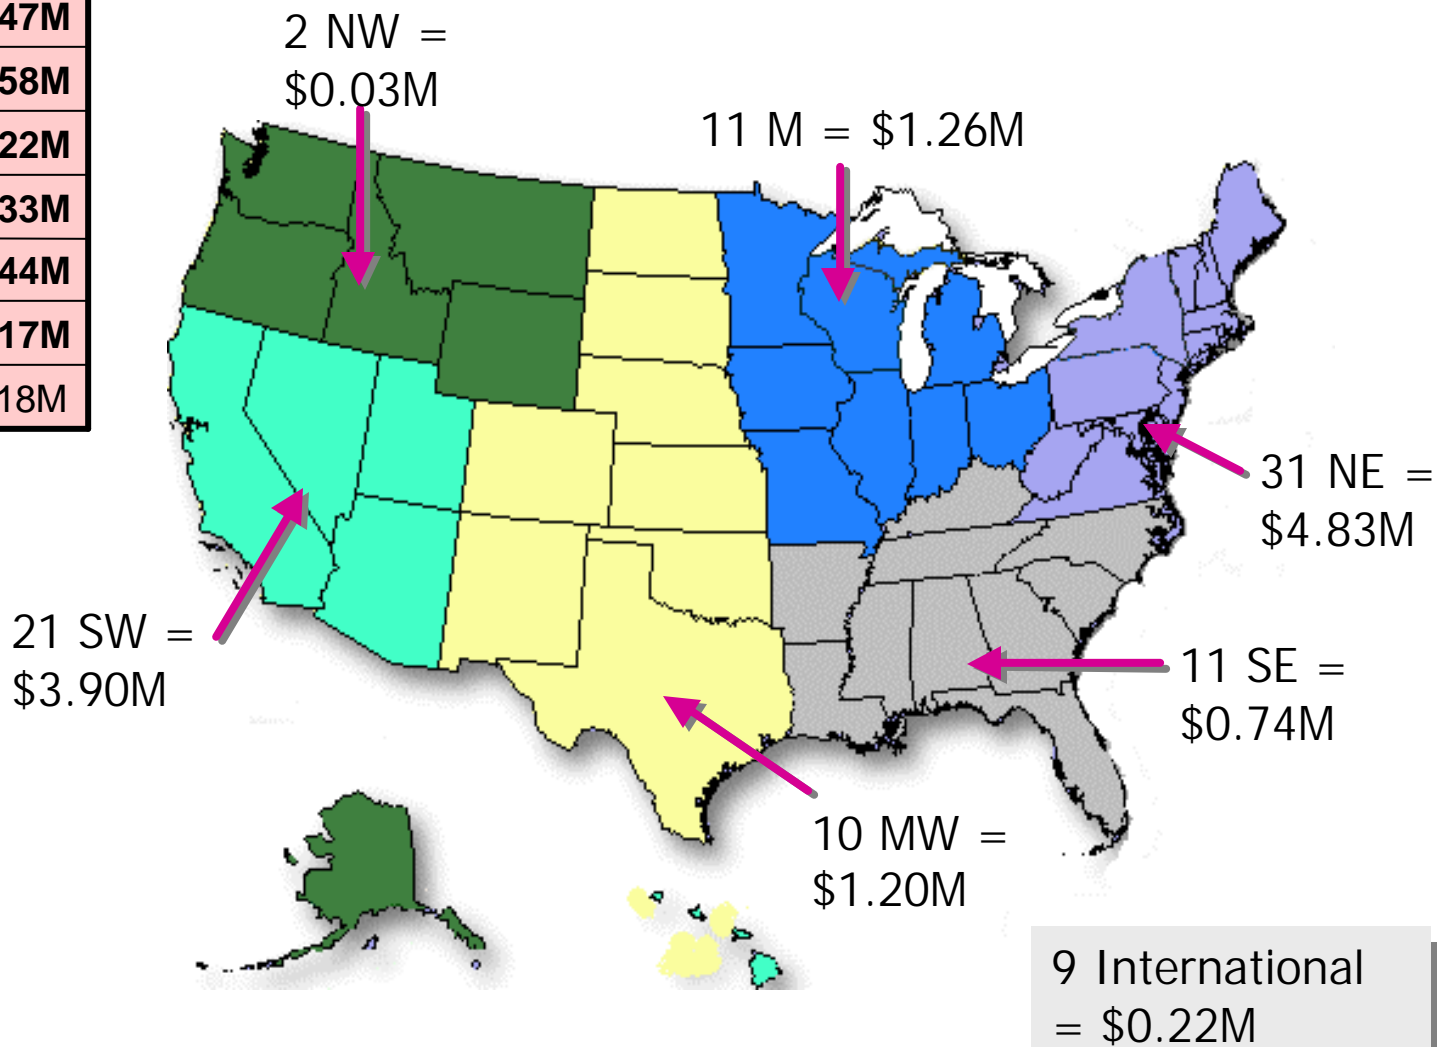 47M
58M
22M
33M
44M
17M
18M
2 NW =
$0.03M
11 M = $1.26M
31 NE =
$4.83M
21 SW =
$3.90M
11 SE =
$0.74M
10 MW =
$1.20M
9 International
= $0.22M